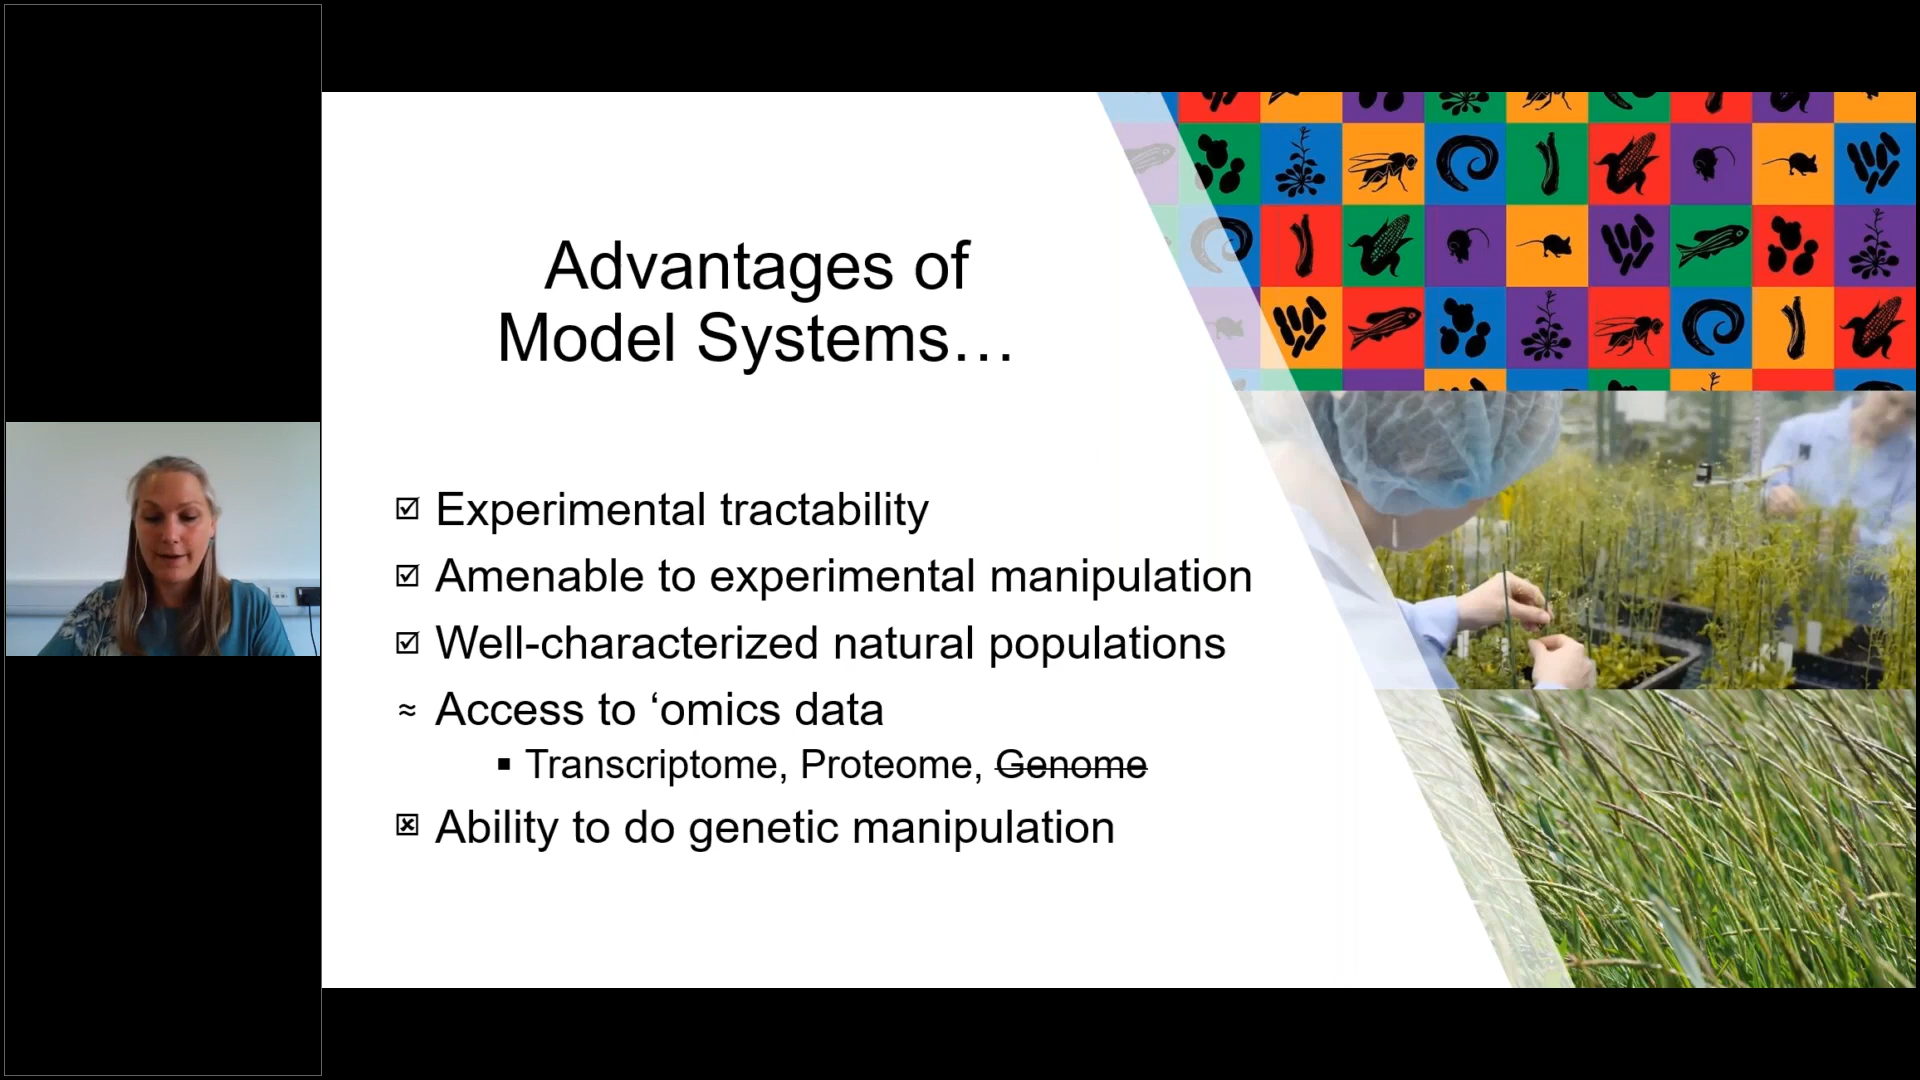 Advantages of
Model Systems…
☑ Experimental tractability
☑ Amenable to experimental manipulation
☑ Well-characterized natural populations
≈ Access to ‘omics data
▪ Transcriptome, Proteome, Genome
☒ Ability to do genetic manipulation